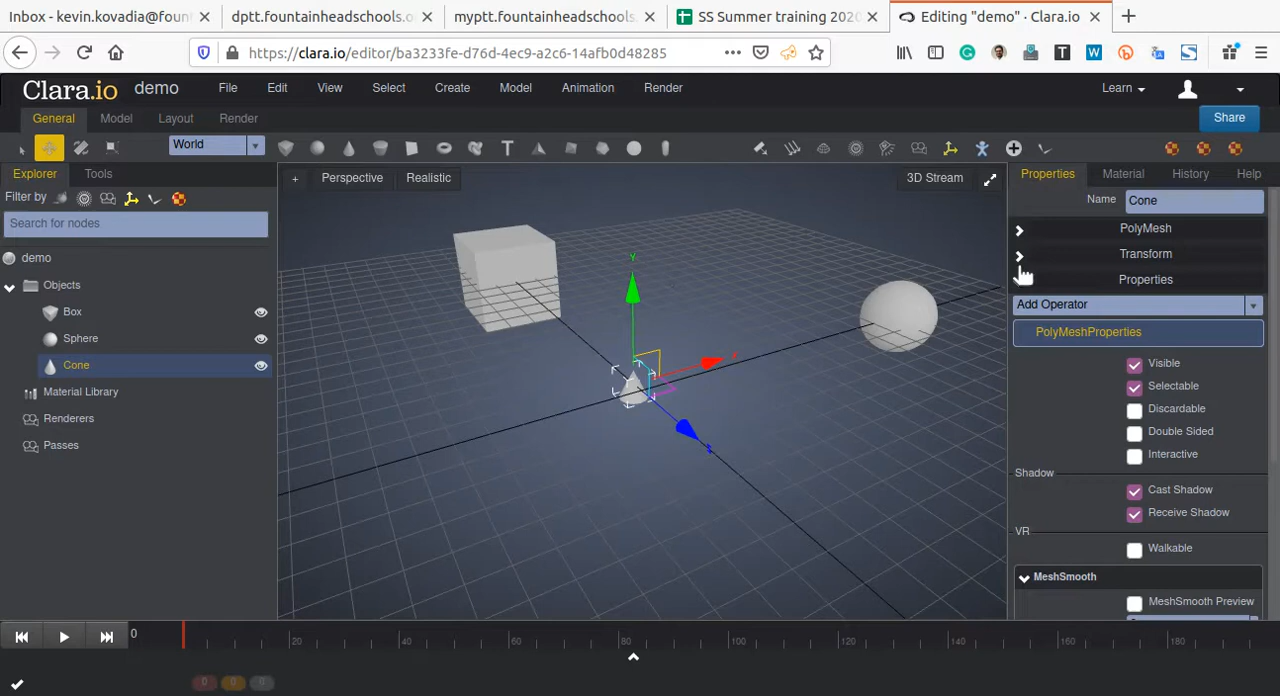 Inbox - kevin.kovadia@foun
dptt.fountainheadschools.o
myptt.fountainheadschools.
SS Summer training 2020
Editing "demo" · Clara.io
https://clara.io/editor/ba3233fe-d76d-4ec9-a2c6-14afb0d48285
Clara.io demo File Edit View Select Create Model Animation Render Learn
General Model Layout Render Share
World
Explorer Tools
Perspective Realistic 3D Stream
Properties Material History Help
Filter by
Name Cone
Search for nodes
PolyMesh
demo
Transform
Objects
Properties
Box
Add Operator
Sphere
PolyMeshProperties
Cone
Visible
Material Library
Selectable
Renderers
Discardable
Passes
Double Sided
Interactive
Shadow
Cast Shadow
Receive Shadow
VR
Walkable
MeshSmooth
MeshSmooth Preview
Y
0 20 40 60 80 100 120 140 160 180
0 0 0